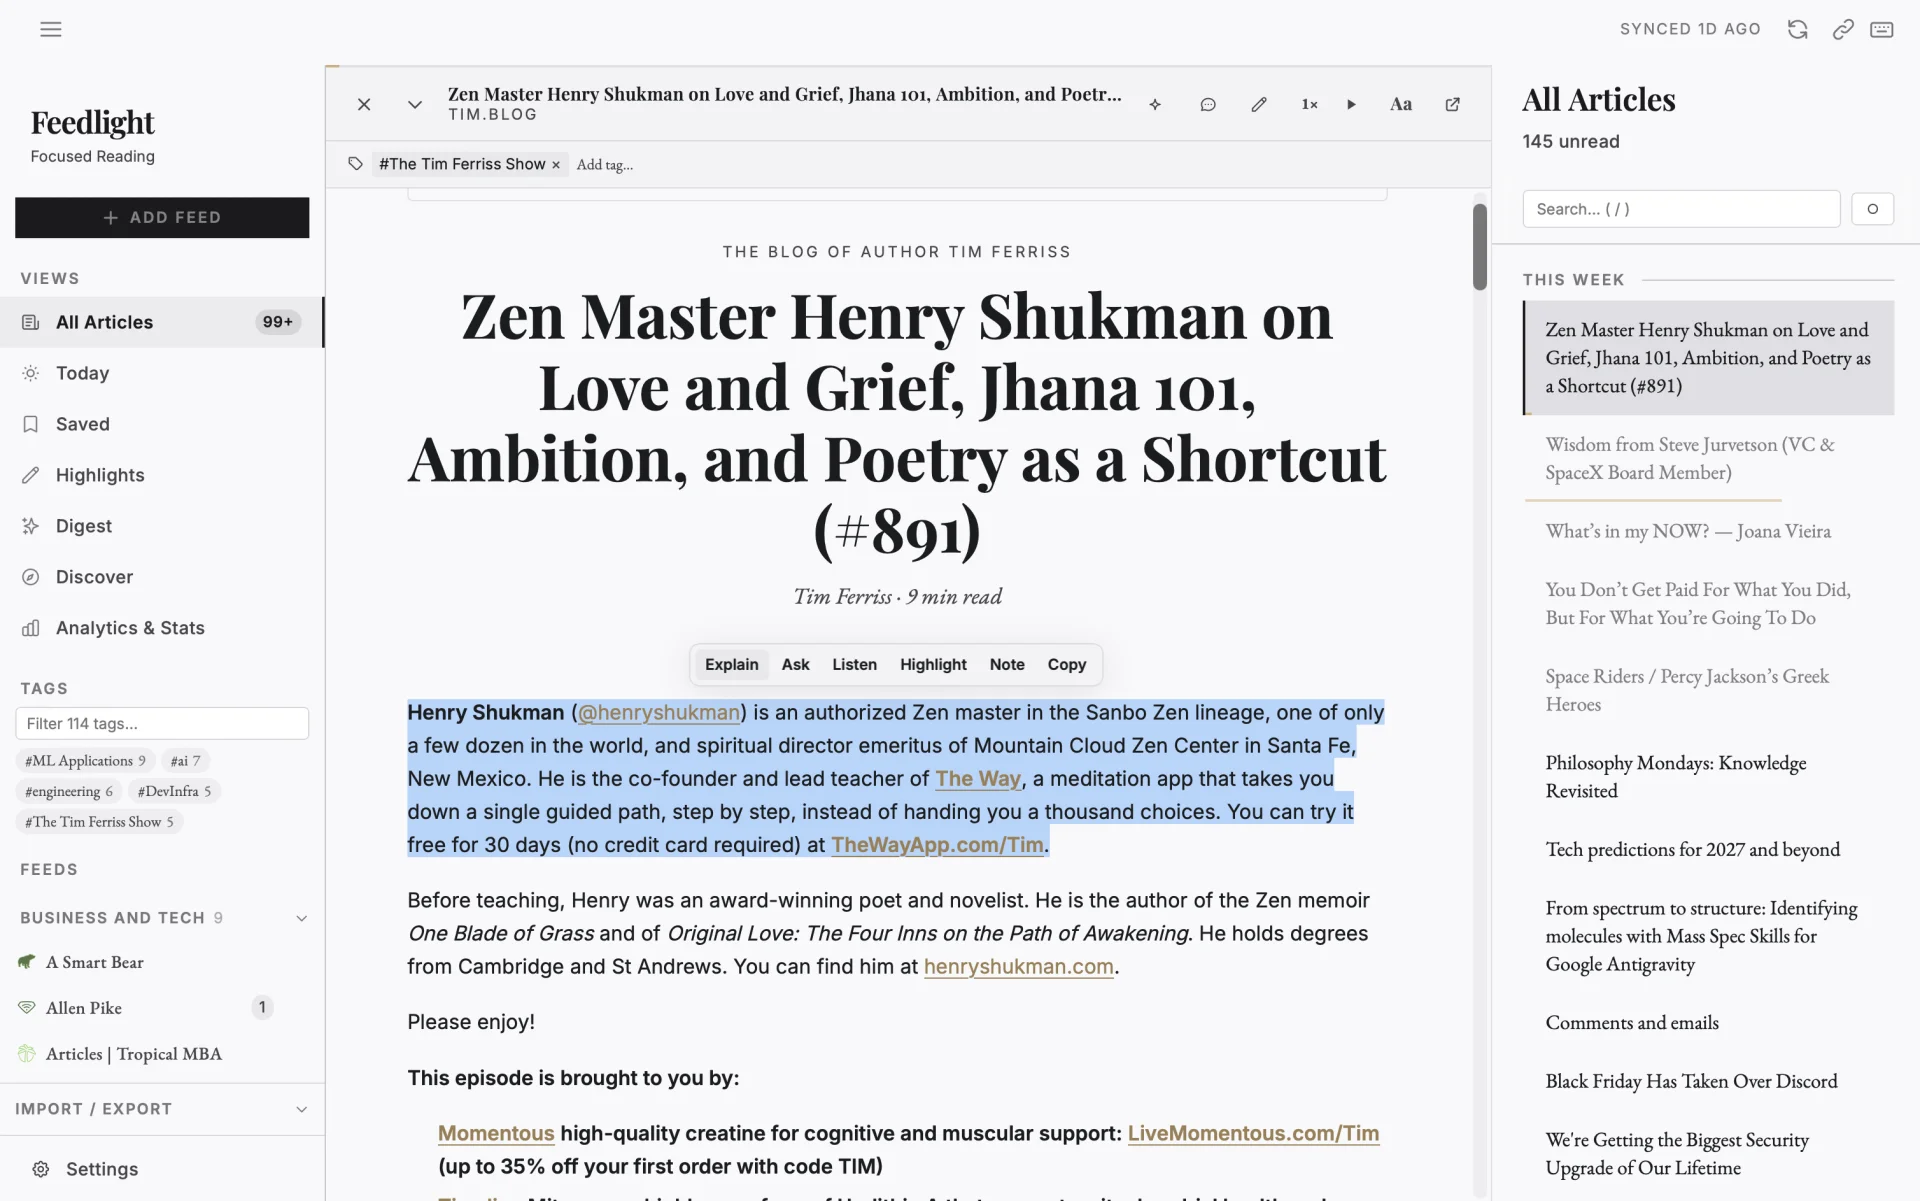 SYNCED 1D AGO
Feedlight
Focused Reading
+ ADD FEED
VIEWS
All Articles 99+
Today
Saved
Highlights
Digest
Discover
Analytics & Stats
TAGS
Filter 114 tags...
#ML Applications 9 #ai 7
#engineering 6 #DevInfra 5
#The Tim Ferriss Show 5
FEEDS
BUSINESS AND TECH 9
A Smart Bear
Allen Pike 1
Articles | Tropical MBA
IMPORT / EXPORT
Settings
Zen Master Henry Shukman on Love and Grief, Jhana 101, Ambition, and Poetr...
TIM.BLOG
1× Aa
#The Tim Ferriss Show × Add tag...
THE BLOG OF AUTHOR TIM FERRISS
Zen Master Henry Shukman on
Love and Grief, Jhana 101,
Ambition, and Poetry as a Shortcut
(#891)
Tim Ferriss · 9 min read
Explain Ask Listen Highlight Note Copy
Henry Shukman (@henryshukman) is an authorized Zen master in the Sanbo Zen lineage, one of only
a few dozen in the world, and spiritual director emeritus of Mountain Cloud Zen Center in Santa Fe,
New Mexico. He is the co-founder and lead teacher of The Way, a meditation app that takes you
down a single guided path, step by step, instead of handing you a thousand choices. You can try it
free for 30 days (no credit card required) at TheWayApp.com/Tim.
Before teaching, Henry was an award-winning poet and novelist. He is the author of the Zen memoir
One Blade of Grass and of Original Love: The Four Inns on the Path of Awakening. He holds degrees
from Cambridge and St Andrews. You can find him at henryshukman.com.
Please enjoy!
This episode is brought to you by:
Momentous high-quality creatine for cognitive and muscular support: LiveMomentous.com/Tim
(up to 35% off your first order with code TIM)
All Articles
145 unread
Search... ( / )
THIS WEEK
Zen Master Henry Shukman on Love and
Grief, Jhana 101, Ambition, and Poetry as
a Shortcut (#891)
Wisdom from Steve Jurvetson (VC &
SpaceX Board Member)
What's in my NOW? — Joana Vieira
You Don't Get Paid For What You Did,
But For What You're Going To Do
Space Riders / Percy Jackson's Greek
Heroes
Philosophy Mondays: Knowledge
Revisited
Tech predictions for 2027 and beyond
From spectrum to structure: Identifying
molecules with Mass Spec Skills for
Google Antigravity
Comments and emails
Black Friday Has Taken Over Discord
We're Getting the Biggest Security
Upgrade of Our Lifetime